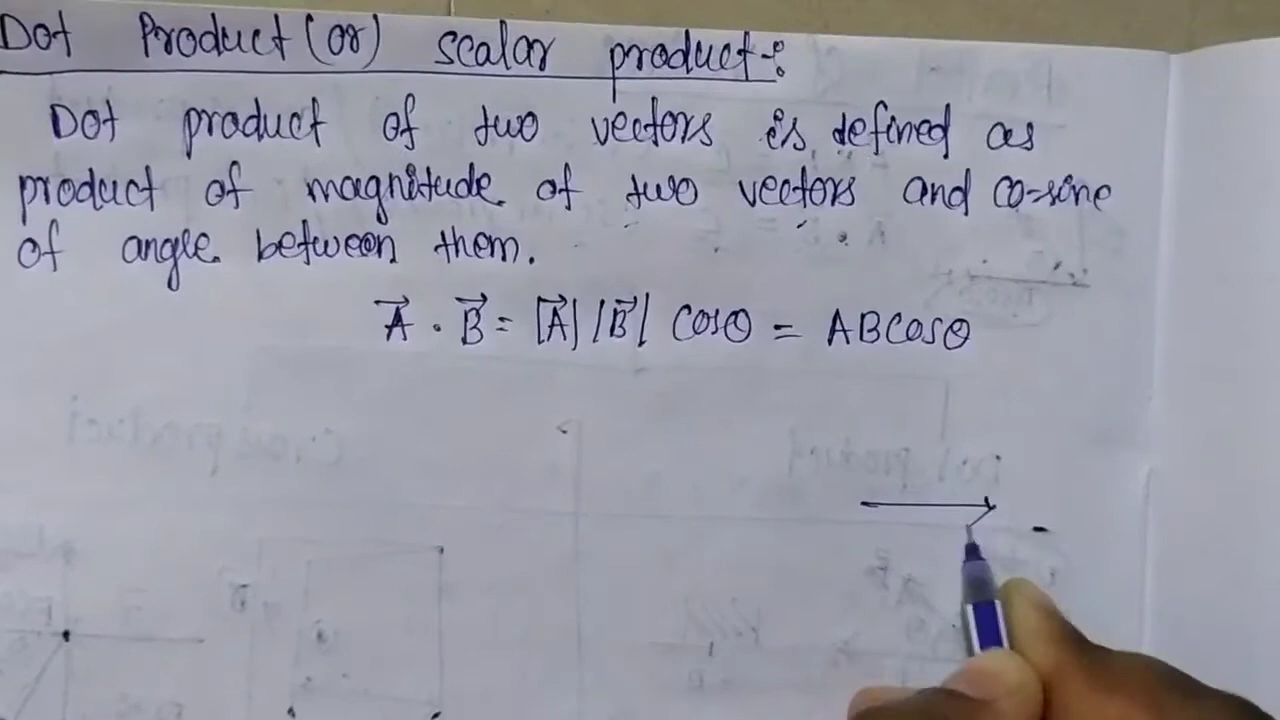 Dot Product (or) scalar product:
Dot product of two vectors is defined as
product of magnitude of two vectors and co-sine
of angle between them.
A⃗ . B⃗ = |A⃗| |B⃗| Cosθ = ABCosθ